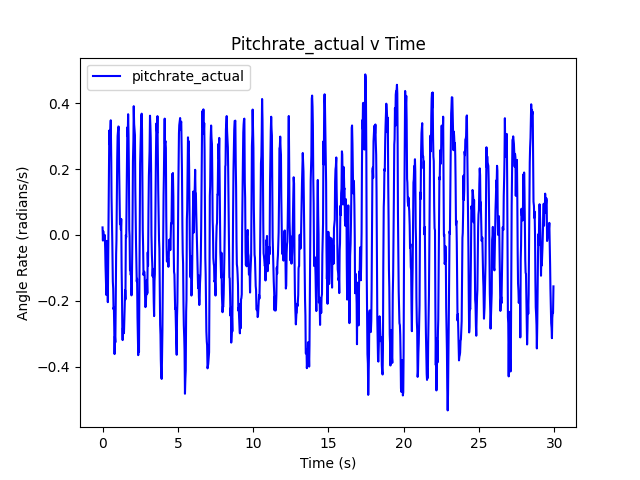 Pitchrate_actual v Time
pitchrate_actual
Angle Rate (radians/s)
0.4
0.2
0.0
−0.2
−0.4
0 5 10 15 20 25 30
Time (s)